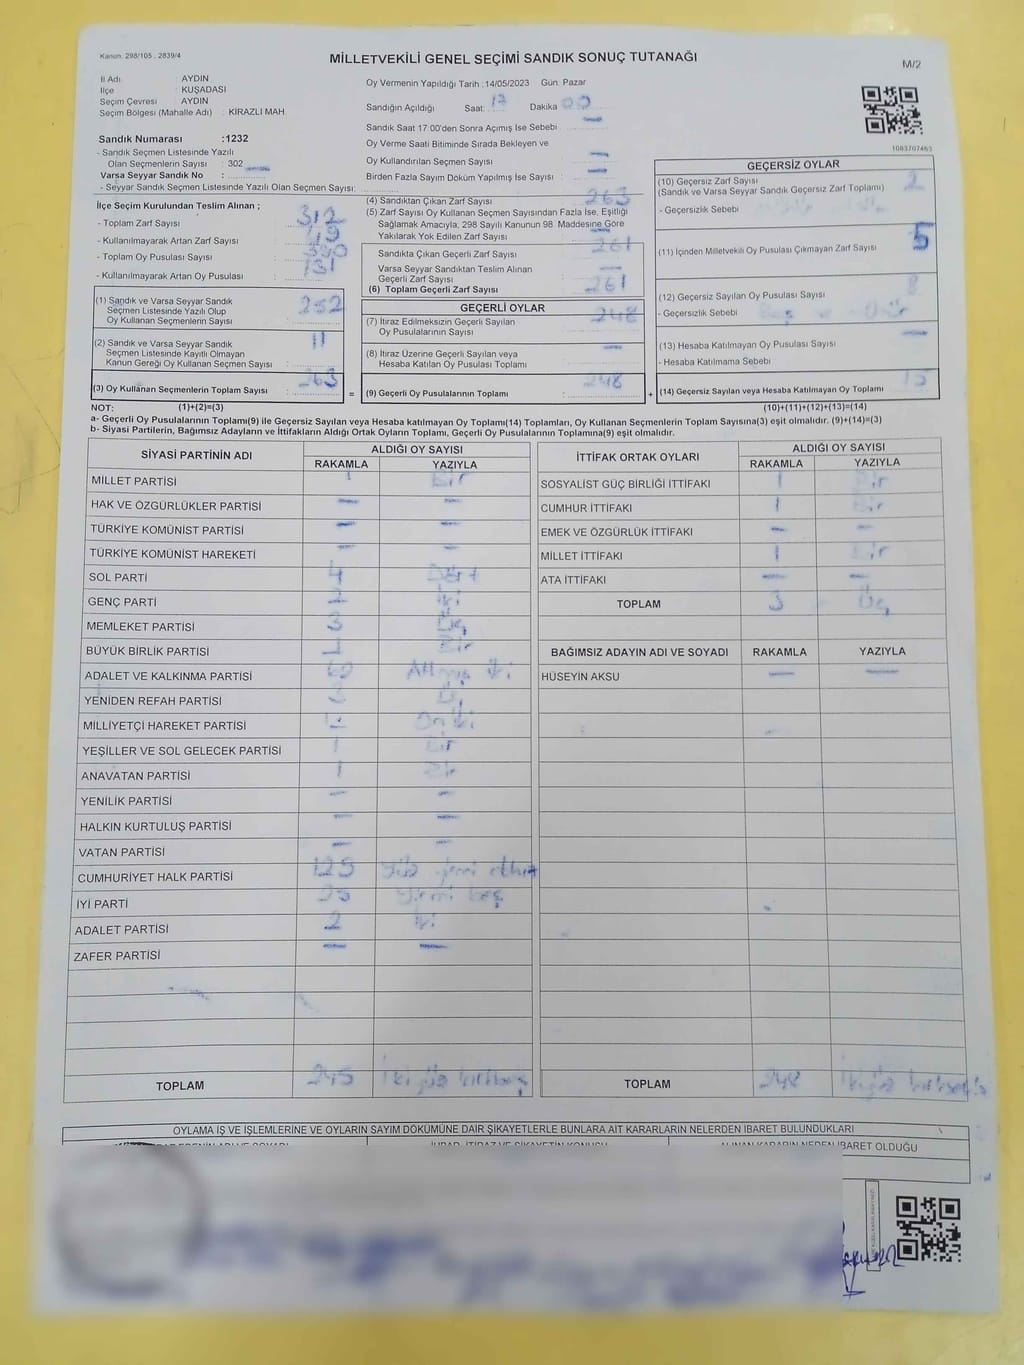 Kanun. 298/105 . 2839/4
MİLLETVEKİLİ GENEL SEÇİMİ SANDIK SONUÇ TUTANAĞI
M/2
İl Adı : AYDIN
İlçe : KUŞADASI
Seçim Çevresi : AYDIN
Seçim Bölgesi (Mahalle Adı) : KİRAZLI MAH
Sandık Numarası :1232
- Sandık Seçmen Listesinde Yazılı
Olan Seçmenlerin Sayısı : 302
Varsa Seyyar Sandık No : —
- Seyyar Sandık Seçmen Listesinde Yazılı Olan Seçmen Sayısı:
Oy Vermenin Yapıldığı Tarih :14/05/2023 Gün: Pazar
Sandığın Açıldığı Saat: 17 Dakika 00
Sandık Saat 17:00'den Sonra Açımış İse Sebebi —
Oy Verme Saati Bitiminde Sırada Bekleyen ve
Oy Kullandırılan Seçmen Sayısı —
Birden Fazla Sayım Döküm Yapılmış İse Sayısı —
İlçe Seçim Kurulundan Teslim Alınan ;
- Toplam Zarf Sayısı : 312
- Kullanılmayarak Artan Zarf Sayısı : 49
- Toplam Oy Pusulası Sayısı :
- Kullanılmayarak Artan Oy Pusulası :
(1) Sandık ve Varsa Seyyar Sandık
Seçmen Listesinde Yazılı Olup
Oy Kullanan Seçmenlerin Sayısı : 252
(2) Sandık ve Varsa Seyyar Sandık
Seçmen Listesinde Kayıtlı Olmayan
Kanun Gereği Oy Kullanan Seçmen Sayısı : 11
(3) Oy Kullanan Seçmenlerin Toplam Sayısı : 263
(4) Sandıktan Çıkan Zarf Sayısı : 263
(5) Zarf Sayısı Oy Kullanan Seçmen Sayısından Fazla İse, Eşitliği
Sağlamak Amacıyla; 298 Sayılı Kanunun 98 Maddesine Göre
Yakılarak Yok Edilen Zarf Sayısı —
Sandıkta Çıkan Geçerli Zarf Sayısı 261
Varsa Seyyar Sandıktan Teslim Alınan
Geçerli Zarf Sayısı —
(6) Toplam Geçerli Zarf Sayısı 261
GEÇERLİ OYLAR
(7) İtiraz Edilmeksizin Geçerli Sayılan
Oy Pusulalarının Sayısı 248
(8) İtiraz Üzerine Geçerli Sayılan veya
Hesaba Katılan Oy Pusulası Toplamı —
= (9) Geçerli Oy Pusulalarının Toplamı : 248
1083707463
GEÇERSİZ OYLAR
(10) Geçersiz Zarf Sayısı
(Sandık ve Varsa Seyyar Sandık Geçersiz Zarf Toplamı) 2
- Geçersizlik Sebebi
(11) İçinden Milletvekili Oy Pusulası Çıkmayan Zarf Sayısı 5
(12) Geçersiz Sayılan Oy Pusulası Sayısı 8
- Geçersizlik Sebebi :
(13) Hesaba Katılmayan Oy Pusulası Sayısı —
- Hesaba Katılmama Sebebi
+ (14) Geçersiz Sayılan veya Hesaba Katılmayan Oy Toplamı 15
NOT: (1)+(2)=(3) (10)+(11)+(12)+(13)=(14)
a- Geçerli Oy Pusulalarının Toplamı(9) ile Geçersiz Sayılan veya Hesaba katılmayan Oy Toplamı(14) Toplamları, Oy Kullanan Seçmenlerin Toplam Sayısına(3) eşit olmalıdır. (9)+(14)=(3)
b- Siyasi Partilerin, Bağımsız Adayların ve İttifakların Aldığı Ortak Oyların Toplamı, Geçerli Oy Pusulalarının Toplamına(9) eşit olmalıdır.
SİYASİ PARTİNİN ADI ALDIĞI OY SAYISI
RAKAMLA YAZIYLA
MİLLET PARTİSİ 1 Bir
HAK VE ÖZGÜRLÜKLER PARTİSİ — —
TÜRKİYE KOMÜNİST PARTİSİ — —
TÜRKİYE KOMÜNİST HAREKETİ — —
SOL PARTİ 4 Dört
GENÇ PARTİ 2 İki
MEMLEKET PARTİSİ 3 Üç
BÜYÜK BİRLİK PARTİSİ 1 Bir
ADALET VE KALKINMA PARTİSİ 62 Altmış iki
YENİDEN REFAH PARTİSİ 3 Üç
MİLLİYETÇİ HAREKET PARTİSİ 12 On iki
YEŞİLLER VE SOL GELECEK PARTİSİ 1 Bir
ANAVATAN PARTİSİ 1 Bir
YENİLİK PARTİSİ — —
HALKIN KURTULUŞ PARTİSİ — —
VATAN PARTİSİ — —
CUMHURİYET HALK PARTİSİ
İYİ PARTİ 25 Yirmi beş
ADALET PARTİSİ 2 İki
ZAFER PARTİSİ — —
TOPLAM 245 İki yüz kırkbeş
İTTİFAK ORTAK OYLARI ALDIĞI OY SAYISI
RAKAMLA YAZIYLA
SOSYALİST GÜÇ BİRLİĞİ İTTİFAKI 1 Bir
CUMHUR İTTİFAKI 1 Bir
EMEK VE ÖZGÜRLÜK İTTİFAKI — —
MİLLET İTTİFAKI 1 Bir
ATA İTTİFAKI — —
TOPLAM 3 Üç
BAĞIMSIZ ADAYIN ADI VE SOYADI RAKAMLA YAZIYLA
HÜSEYİN AKSU — —
TOPLAM 248 İkiyüz kırksekiz
OYLAMA İŞ VE İŞLEMLERİNE VE OYLARIN SAYIM DÖKÜMÜNE DAİR ŞİKAYETLERLE BUNLARA AİT KARARLARIN NELERDEN İBARET BULUNDUKLARI